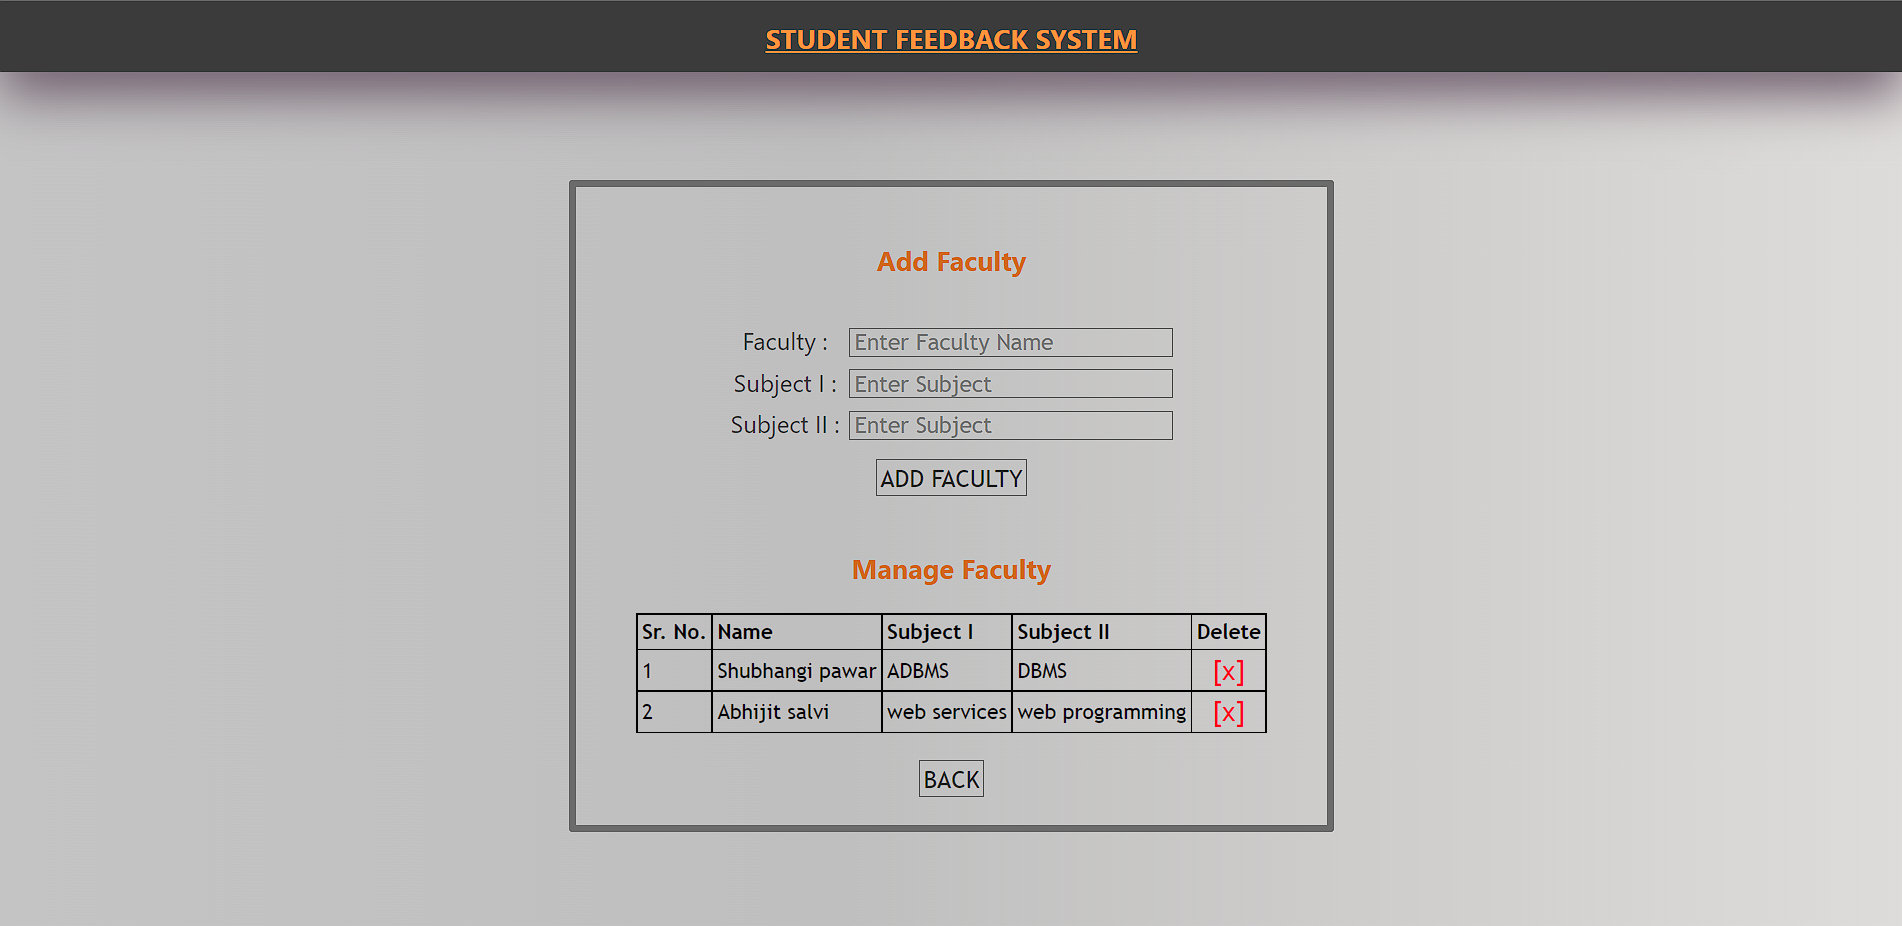 STUDENT FEEDBACK SYSTEM
Add Faculty
Faculty : Enter Faculty Name
Subject I : Enter Subject
Subject II : Enter Subject
ADD FACULTY
Manage Faculty
Sr. No. Name Subject I Subject II Delete
1 Shubhangi pawar ADBMS DBMS [x]
2 Abhijit salvi web services web programming [x]
BACK